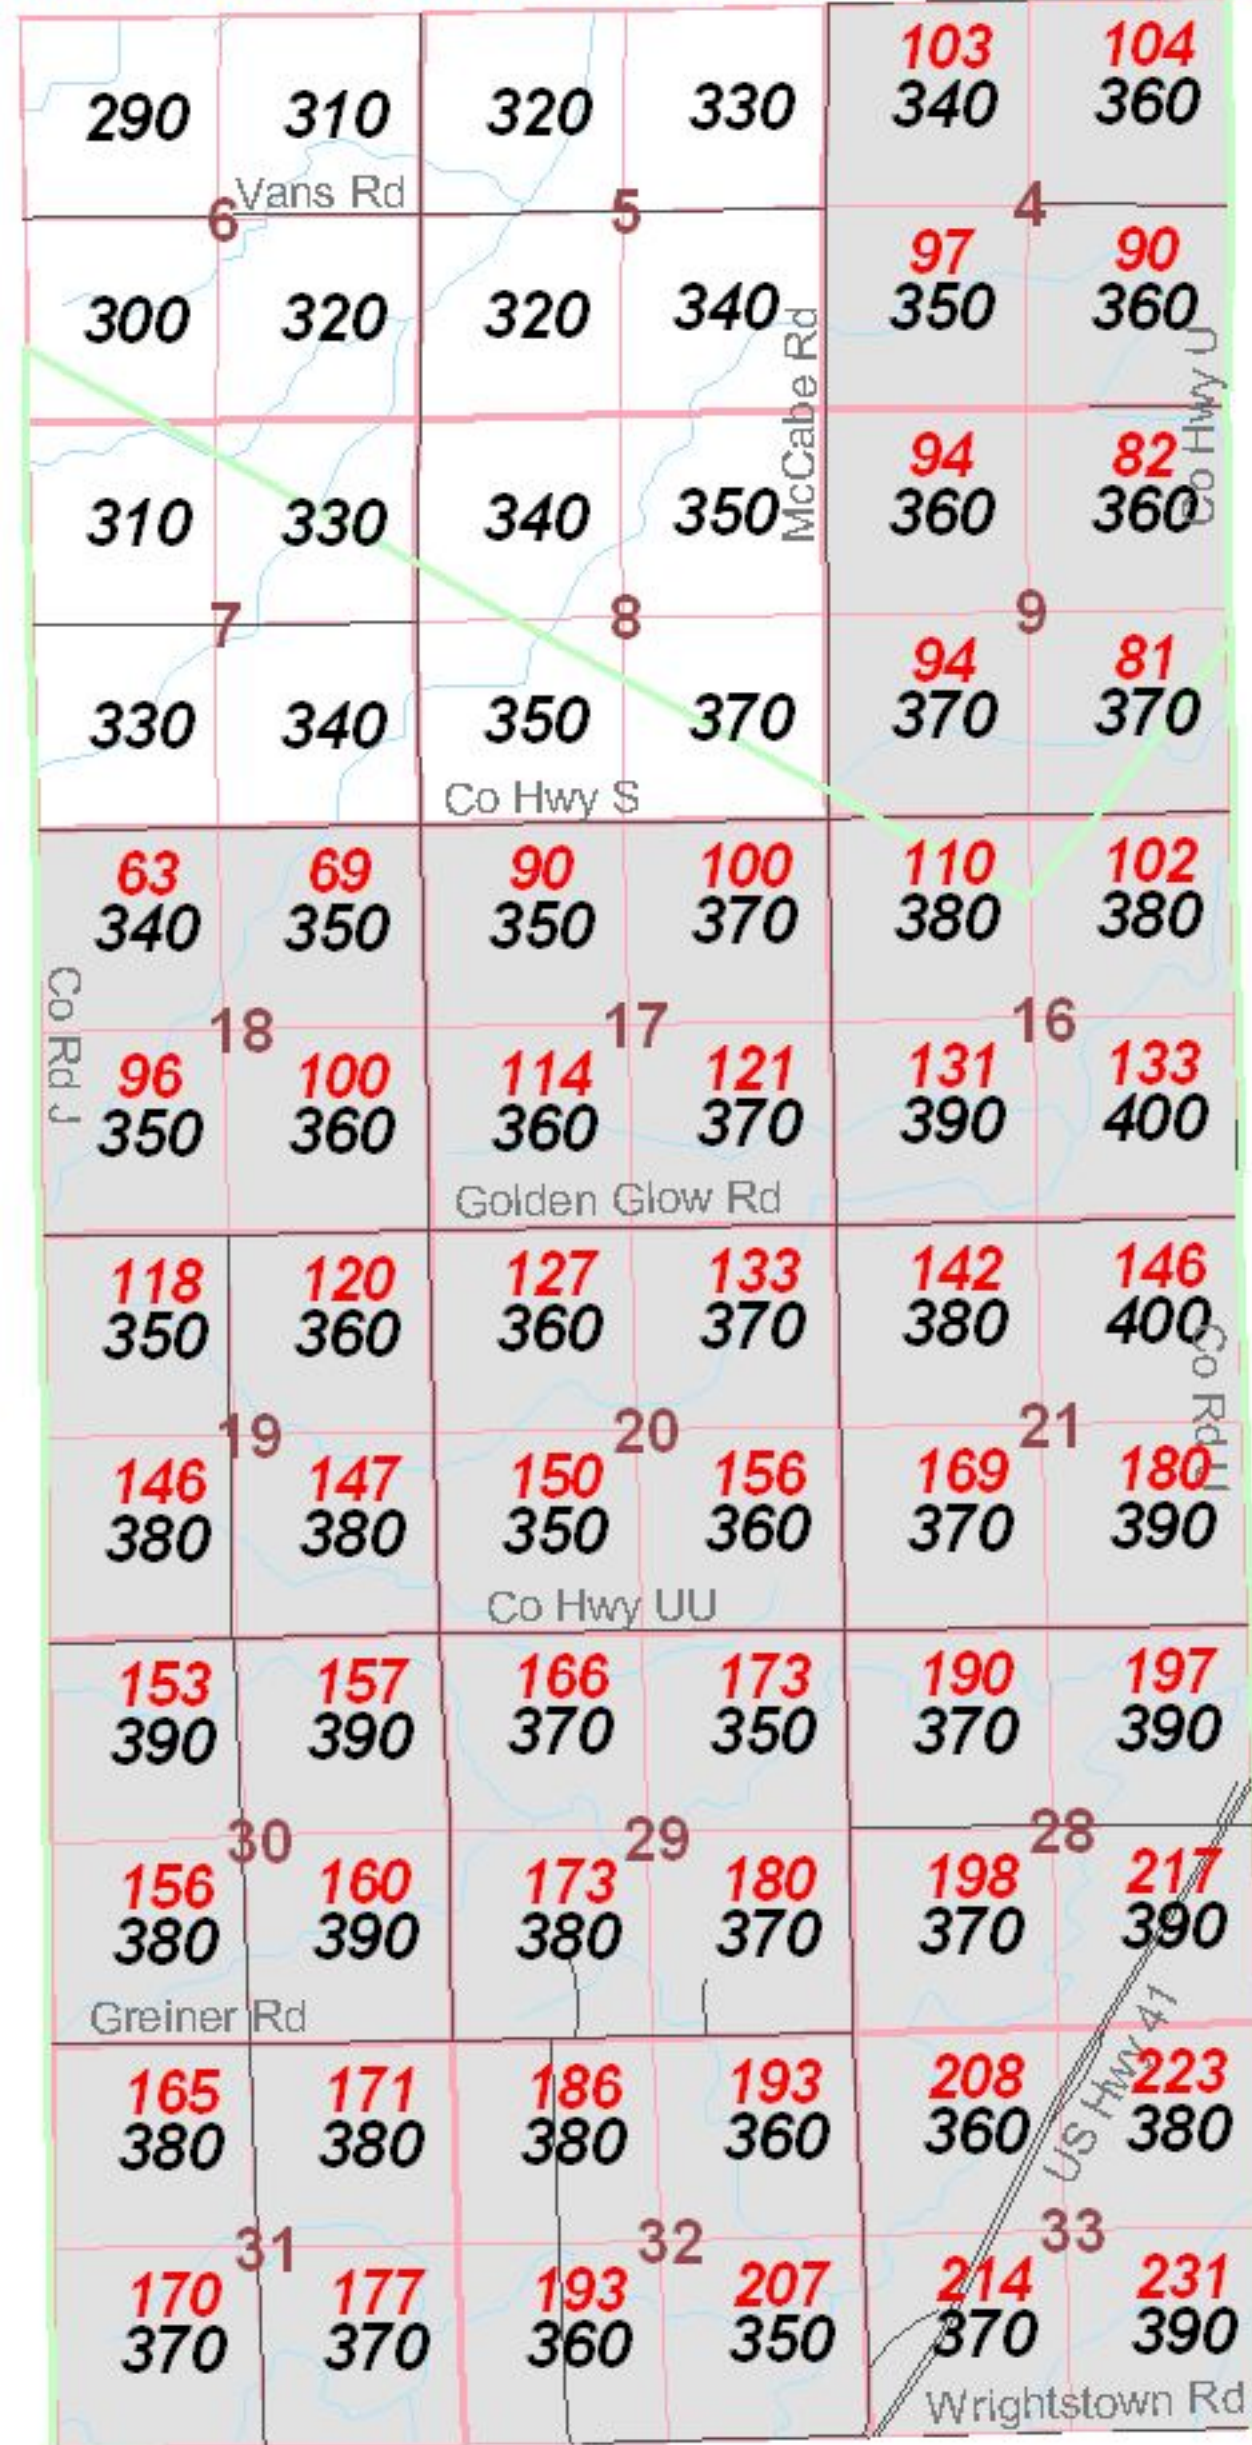 103 104
290 310 320 330 340 360
Vans Rd
6 5 4
97 90
300 320 320 340 350 360
McCabe Rd
Co Hwy U
94 82
310 330 340 350 360 360
7 8 9
94 81
330 340 350 370 370 370
Co Hwy S
63 69 90 100 110 102
340 350 350 370 380 380
Co Rd J
18 17 16
96 100 114 121 131 133
350 360 360 370 390 400
Golden Glow Rd
118 120 127 133 142 146
350 360 360 370 380 400
Co Rd U
19 20 21
146 147 150 156 169 180
380 380 350 360 370 390
Co Hwy UU
153 157 166 173 190 197
390 390 370 350 370 390
30 29 28
156 160 173 180 198 217
380 390 380 370 370 390
Greiner Rd
US Hwy 41
165 171 186 193 208 223
380 380 380 360 360 380
31 32 33
170 177 193 207 214 231
370 370 360 350 370 390
Wrightstown Rd